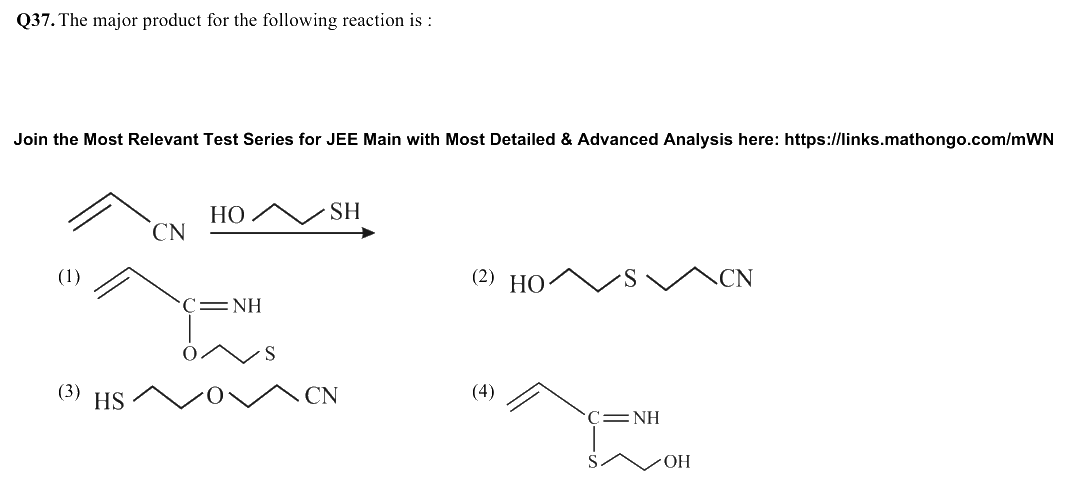 Q37. The major product for the following reaction is :
Join the Most Relevant Test Series for JEE Main with Most Detailed & Advanced Analysis here: https://links.mathongo.com/mWN
CN HO SH
(1) C=NH O S
(2) HO S CN
(3) HS O CN
(4) C=NH S OH